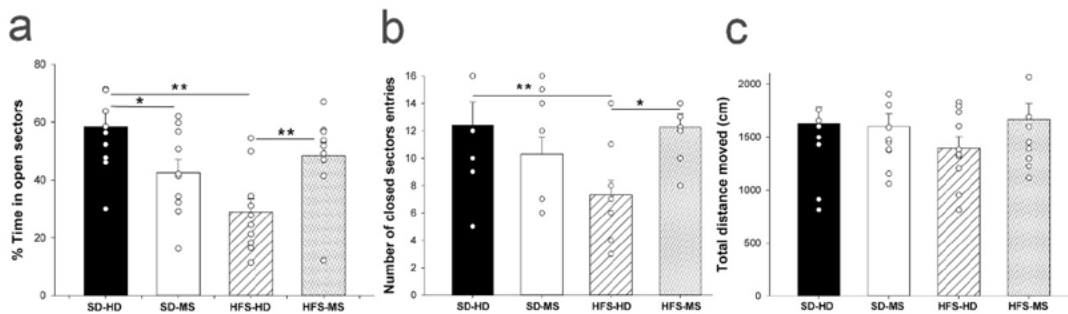 a
% Time in open sectors
80
60
40
20
0
**
*
**
SD-HD SD-MS HFS-HD HFS-MS
b
Number of closed sectors entries
16
14
12
10
8
6
4
2
0
**
*
SD-HD SD-MS HFS-HD HFS-MS
c
Total distance moved (cm)
2000
1500
1000
500
0
SD-HD SD-MS HFS-HD HFS-MS